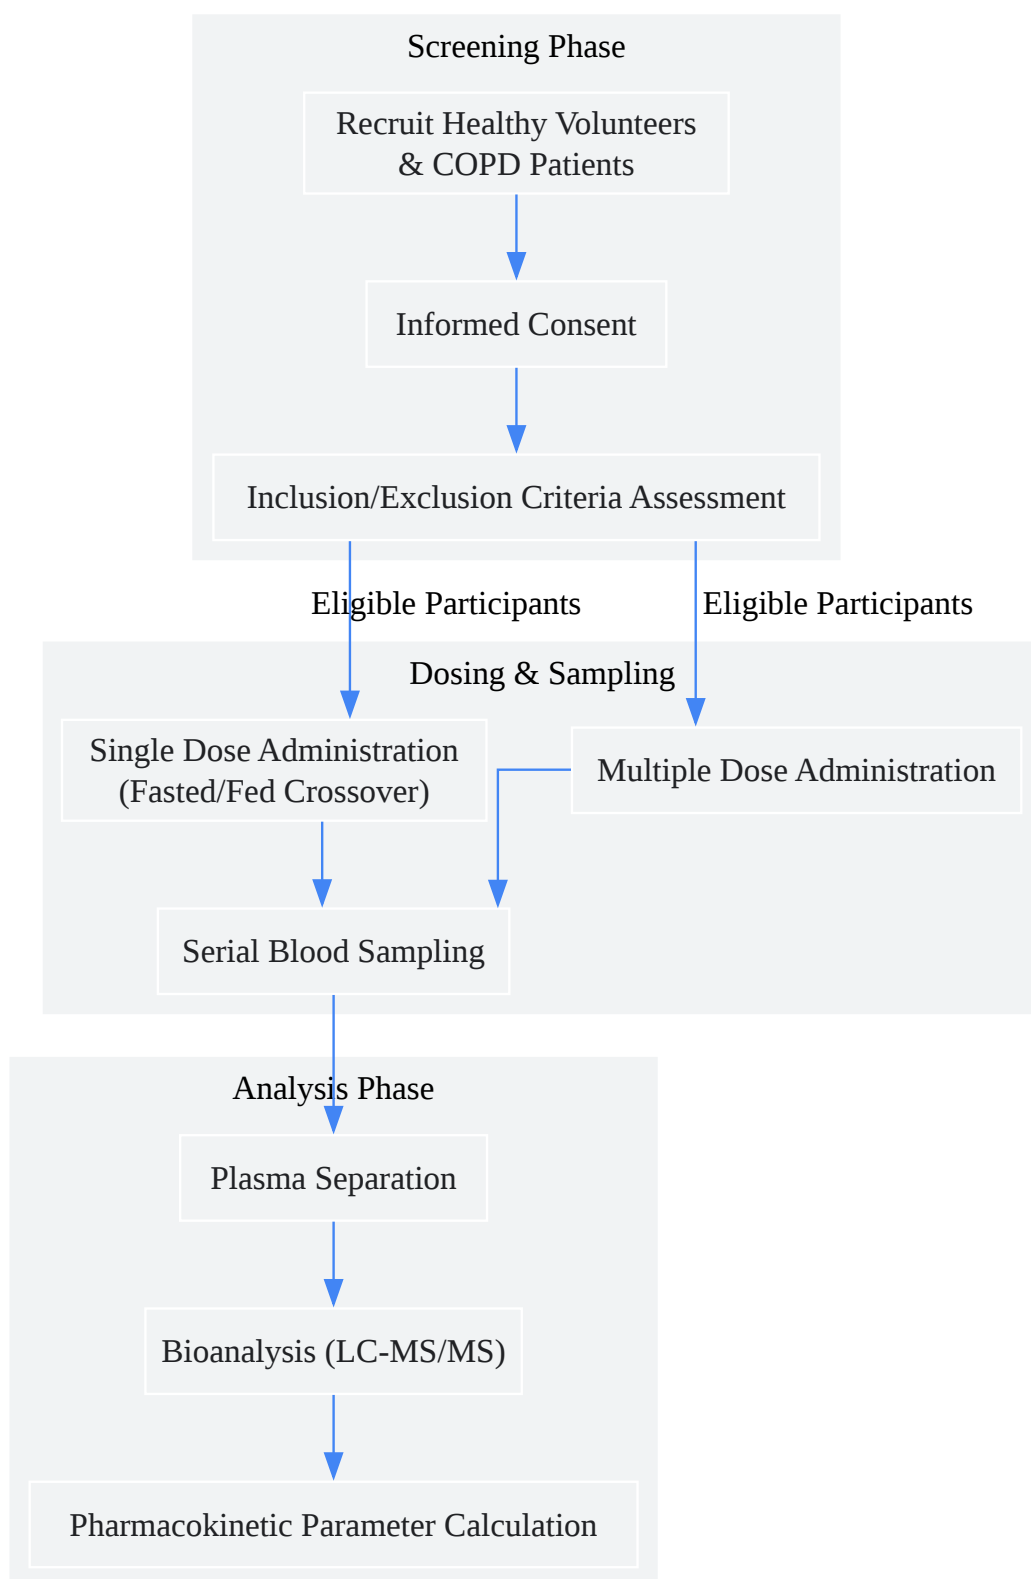 Screening Phase
Recruit Healthy Volunteers
& COPD Patients
Informed Consent
Inclusion/Exclusion Criteria Assessment
Eligible Participants
Eligible Participants
Dosing & Sampling
Single Dose Administration
(Fasted/Fed Crossover)
Multiple Dose Administration
Serial Blood Sampling
Analysis Phase
Plasma Separation
Bioanalysis (LC-MS/MS)
Pharmacokinetic Parameter Calculation